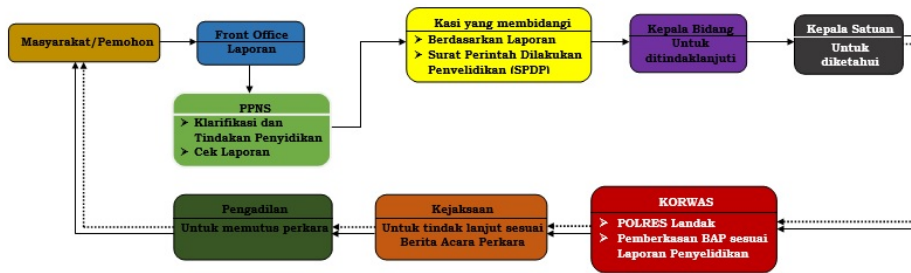 Masyarakat/Pemohon
Front Office
Laporan
PPNS
➤ Klarifikasi dan
Tindakan Penyidikan
➤ Cek Laporan
Kasi yang membidangi
➤ Berdasarkan Laporan
➤ Surat Perintah Dilakukan
Penyelidikan (SPDP)
Kepala Bidang
Untuk
ditindaklanjuti
Kepala Satuan
Untuk
diketahui
KORWAS
➤ POLRES Landak
➤ Pemberkasan BAP sesuai
Laporan Penyelidikan
Kejaksaan
Untuk tindak lanjut sesuai
Berita Acara Perkara
Pengadilan
Untuk memutus perkara